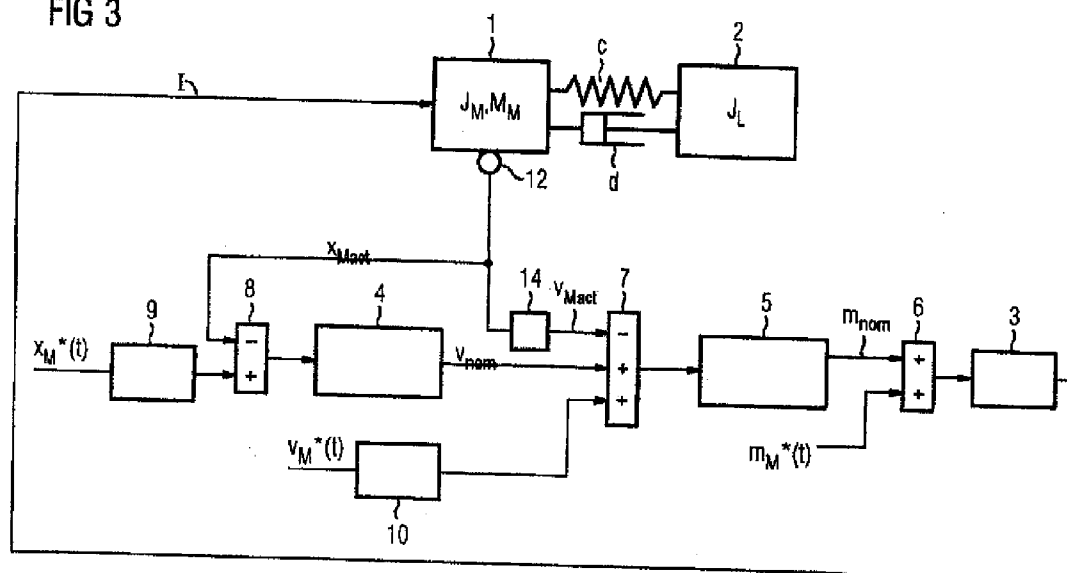 FIG 3
1
2
c
I
J_M, M_M
J_L
12
d
x_Mact
14
v_Mact
7
9
8
4
5
m_nom
6
3
x_M*(t)
−
+
v_nom
−
+
+
+
+
v_M*(t)
m_M*(t)
10